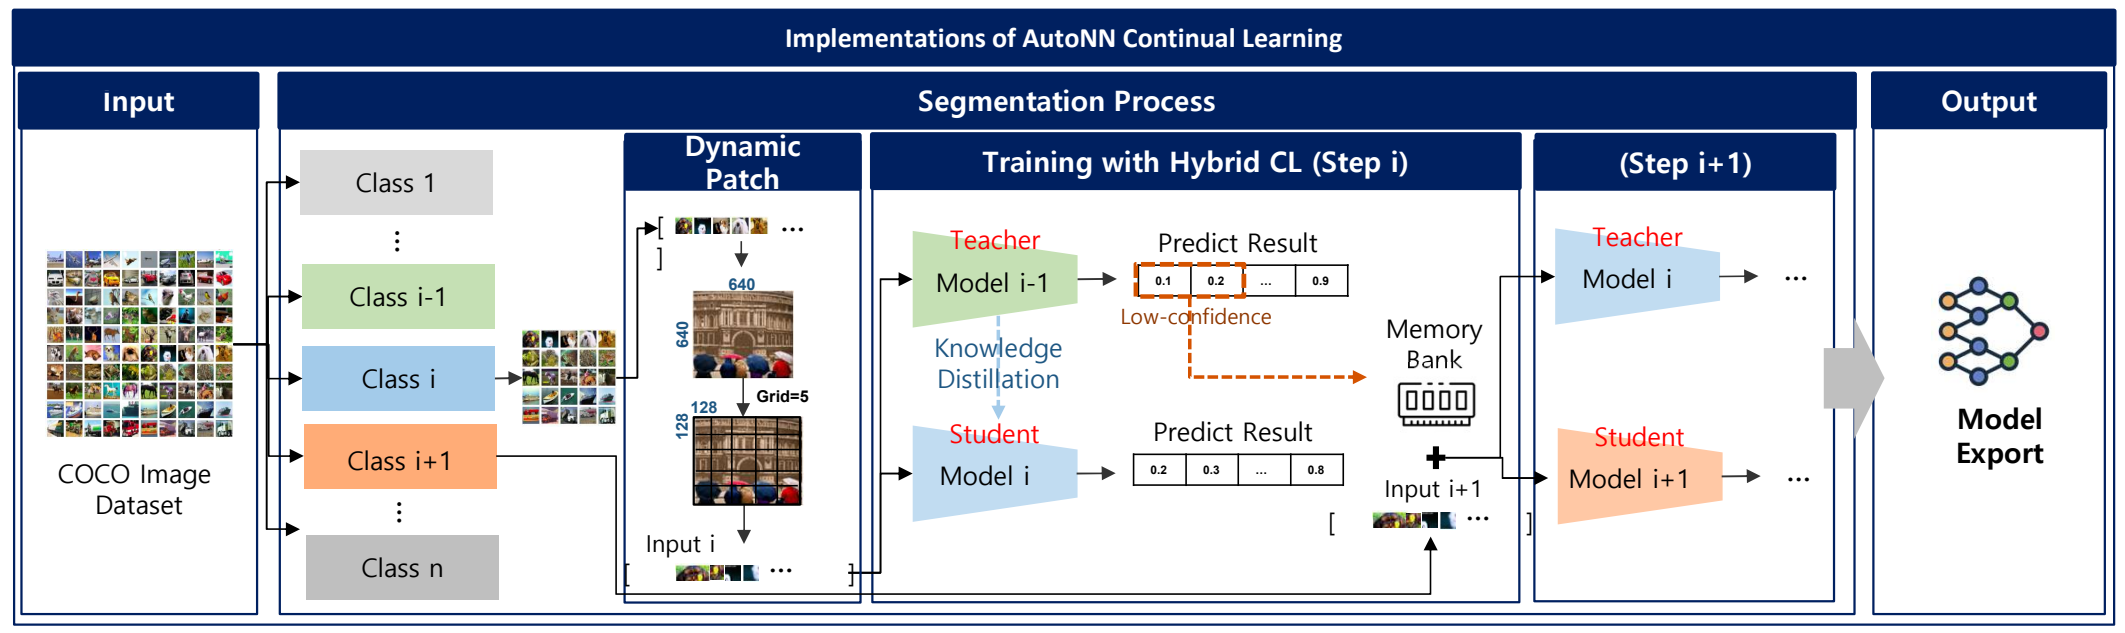 Implementations of AutoNN Continual Learning
Input
Segmentation Process
Output
COCO Image
Dataset
Class 1
⋮
Class i-1
Class i
Class i+1
⋮
Class n
Dynamic
Patch
[ ...
]
640
640
Grid=5
128
128
Input i
[ ... ]
Training with Hybrid CL (Step i)
Teacher
Model i-1
Predict Result
0.1 0.2 ... 0.9
Low-confidence
Knowledge
Distillation
Memory
Bank
Student
Model i
Predict Result
0.2 0.3 ... 0.8
+
Input i+1
[ ... ]
(Step i+1)
Teacher
Model i
...
Student
Model i+1
...
Model
Export